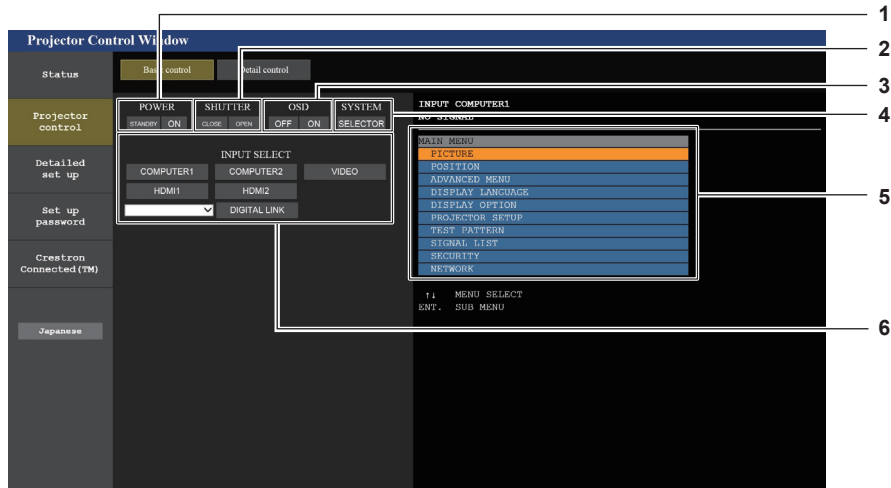 1
Projector Control Window
2
Status
Basic control
Detail control
3
POWER
SHUTTER
OSD
SYSTEM
STANDBY ON
CLOSE OPEN
OFF ON
SELECTOR
4
INPUT COMPUTER1
NO SIGNAL
Projector
control
Detailed
set up
Set up
password
Crestron
Connected(TM)
Japanese
INPUT SELECT
COMPUTER1 COMPUTER2 VIDEO
HDMI1 HDMI2
DIGITAL LINK
MAIN MENU
PICTURE
POSITION
ADVANCED MENU
DISPLAY LANGUAGE
DISPLAY OPTION
PROJECTOR SETUP
TEST PATTERN
SIGNAL LIST
SECURITY
NETWORK
5
↑↓ MENU SELECT
ENT. SUB MENU
6